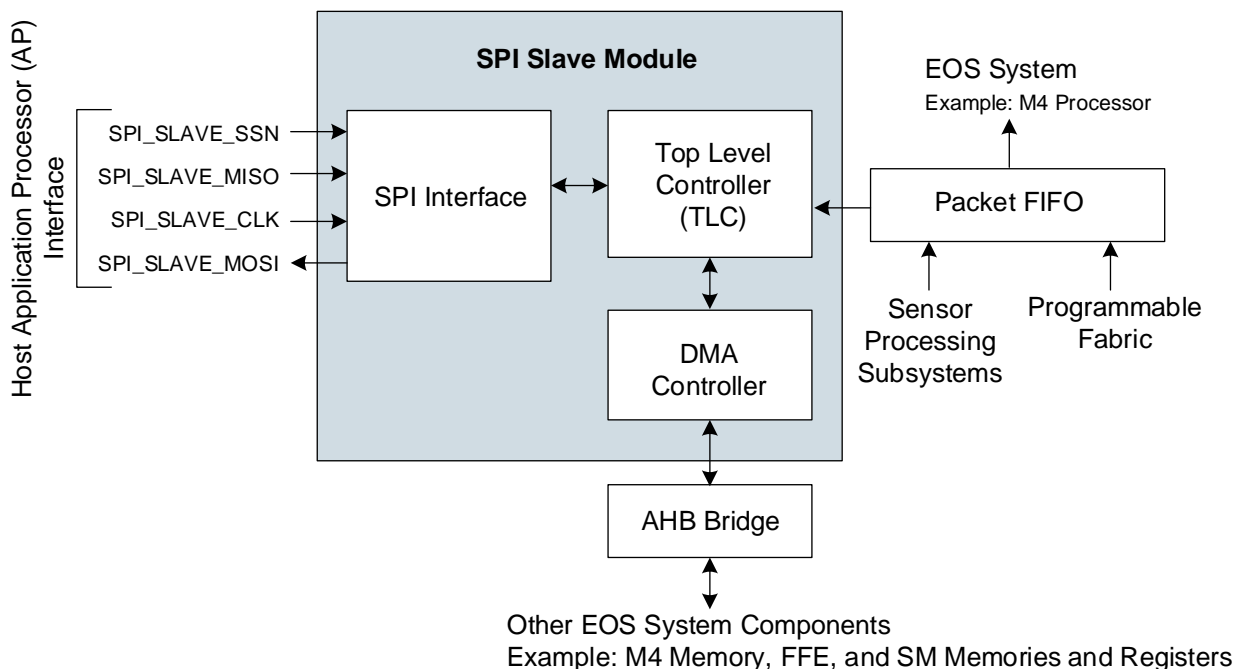 Host Application Processor (AP)
Interface
SPI_SLAVE_SSN
SPI_SLAVE_MISO
SPI_SLAVE_CLK
SPI_SLAVE_MOSI
SPI Slave Module
SPI Interface
Top Level
Controller
(TLC)
DMA
Controller
AHB Bridge
EOS System
Example: M4 Processor
Packet FIFO
Sensor
Processing
Subsystems
Programmable
Fabric
Other EOS System Components
Example: M4 Memory, FFE, and SM Memories and Registers